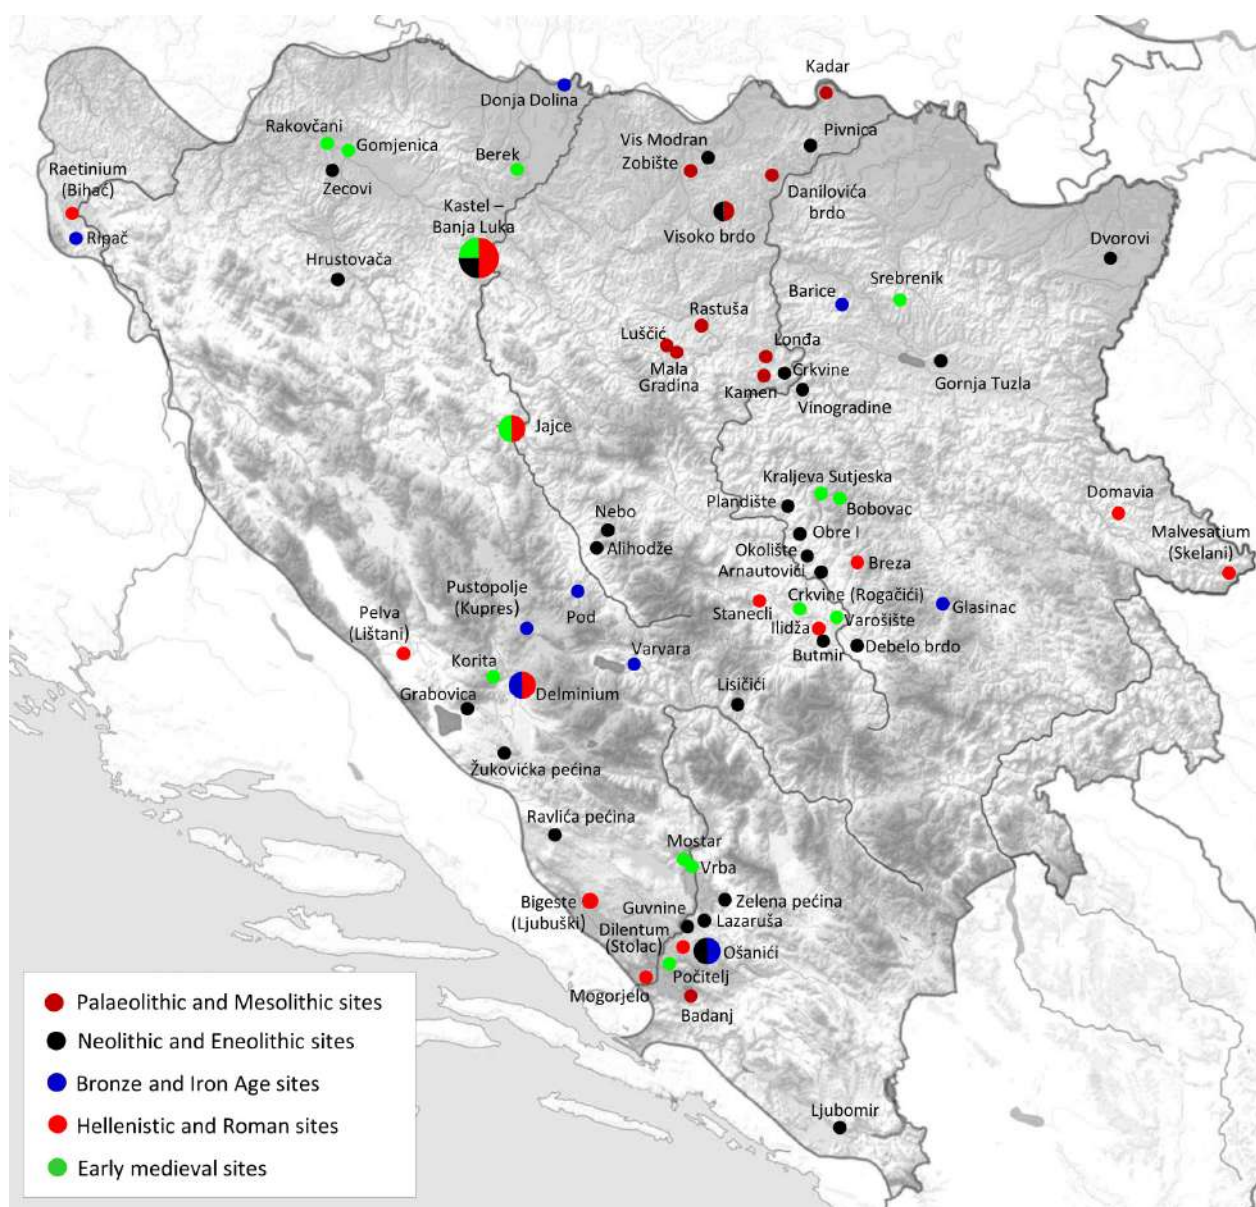 Kadar
Donja Dolina
Rakovčani
Gomjenica
Vis Modran
Pivnica
Berek
Zobište
Raetinium
(Bihać)
Zecovi
Danilovića
brdo
Kastel –
Banja Luka
Ripač
Visoko brdo
Dvorovi
Hrustovača
Srebrenik
Barice
Rastuša
Luščić
Mala
Gradina
Lonđa
Crkvine
Kamen
Vinogradine
Gornja Tuzla
Jajce
Kraljeva Sutjeska
Plandište
Bobovac
Domavia
Nebo
Obre I
Malvesatium
(Skelani)
Alihodže
Okolište
Arnautovići
Breza
Pustopolje
(Kupres)
Pod
Crkvine (Rogačići)
Glasinac
Stanecli
Varošište
Pelva
(Lištani)
Ilidža
Butmir
Debelo brdo
Varvara
Korita
Delminium
Grabovica
Lisičići
Žukovićka pećina
Ravlića pećina
Mostar
Vrba
Bigeste
(Ljubuški)
Zelena pećina
Guvnine
Lazaruša
Dilentum
(Stolac)
Ošanići
Počitelj
Mogorjelo
Badanj
Ljubomir
Palaeolithic and Mesolithic sites
Neolithic and Eneolithic sites
Bronze and Iron Age sites
Hellenistic and Roman sites
Early medieval sites